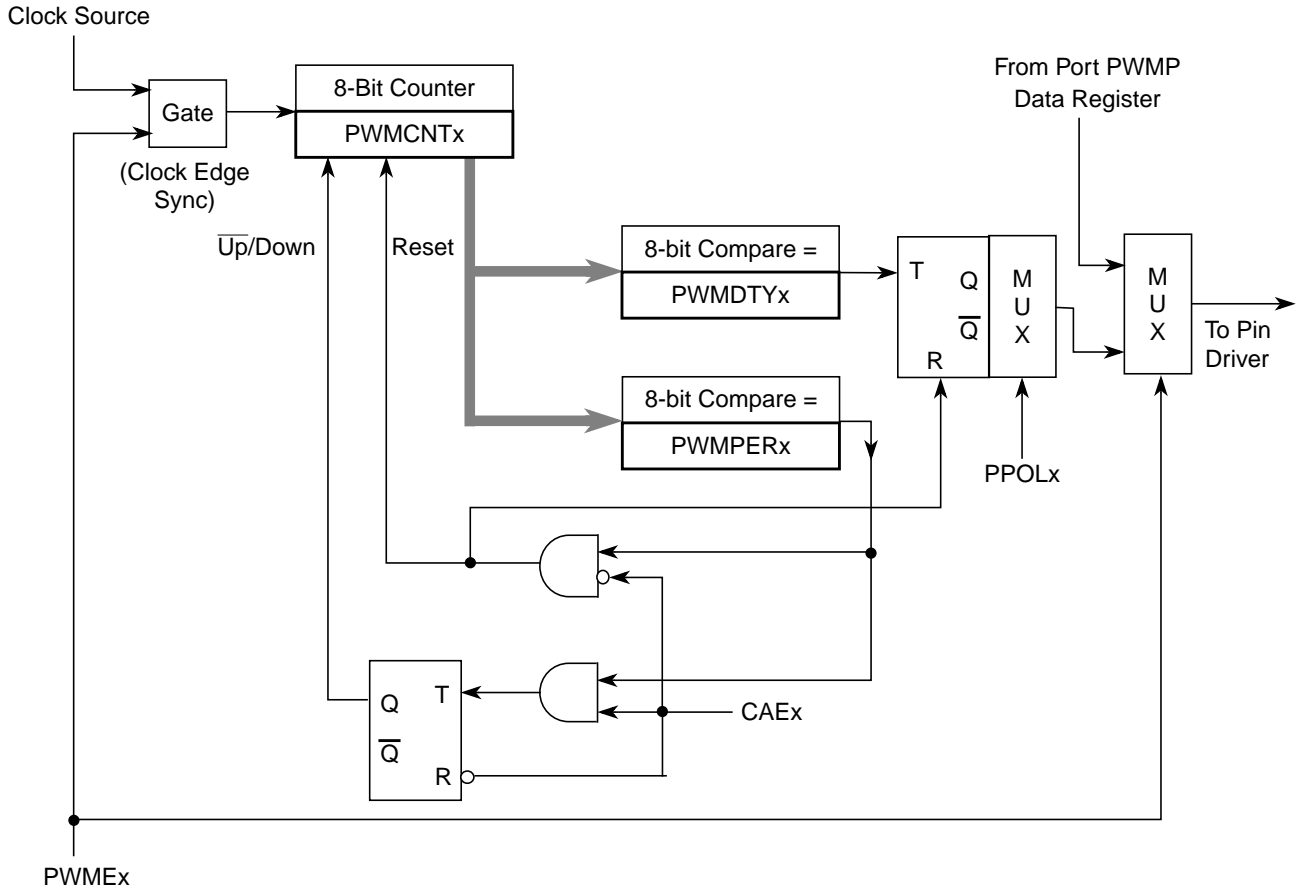 Clock Source
Gate
(Clock Edge
Sync)
8-Bit Counter
PWMCNTx
U̅p̅/Down
Reset
From Port PWMP
Data Register
8-bit Compare =
PWMDTYx
T
Q
Q̅
R
M
U
X
M
U
X
To Pin
Driver
8-bit Compare =
PWMPERx
PPOLx
Q
T
Q̅
R
CAEx
PWMEx